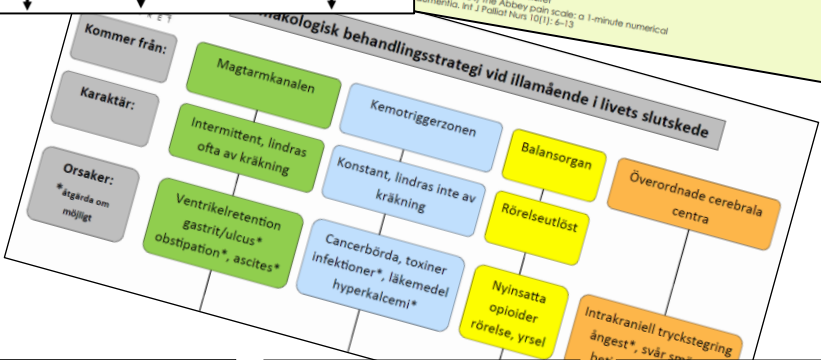 the Abbey pain scale: a 1-minute numerical
Int J Palliat Nurs 10(1): 6–13
behandlingsstrategi vid illamående i livets slutskede
Kommer från:
Magtarmkanalen
Kemotriggerzonen
Balansorgan
Överordnade cerebrala
centra
Karaktär:
Intermittent, lindras
ofta av kräkning
Konstant, lindras inte av
kräkning
Rörelseutlöst
Orsaker:
*åtgärda om
möjligt
Ventrikelretention
gastrit/ulcus*
obstipation*, ascites*
Cancerbörda, toxiner
infektioner*, läkemedel
hyperkalcemi*
Nyinsatta
opioider
rörelse, yrsel
Intrakraniell tryckstegring
ångest*, svår